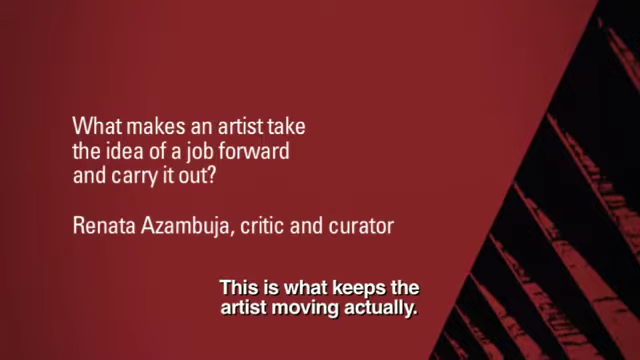 What makes an artist take
the idea of a job forward
and carry it out?
Renata Azambuja, critic and curator
This is what keeps the
artist moving actually.